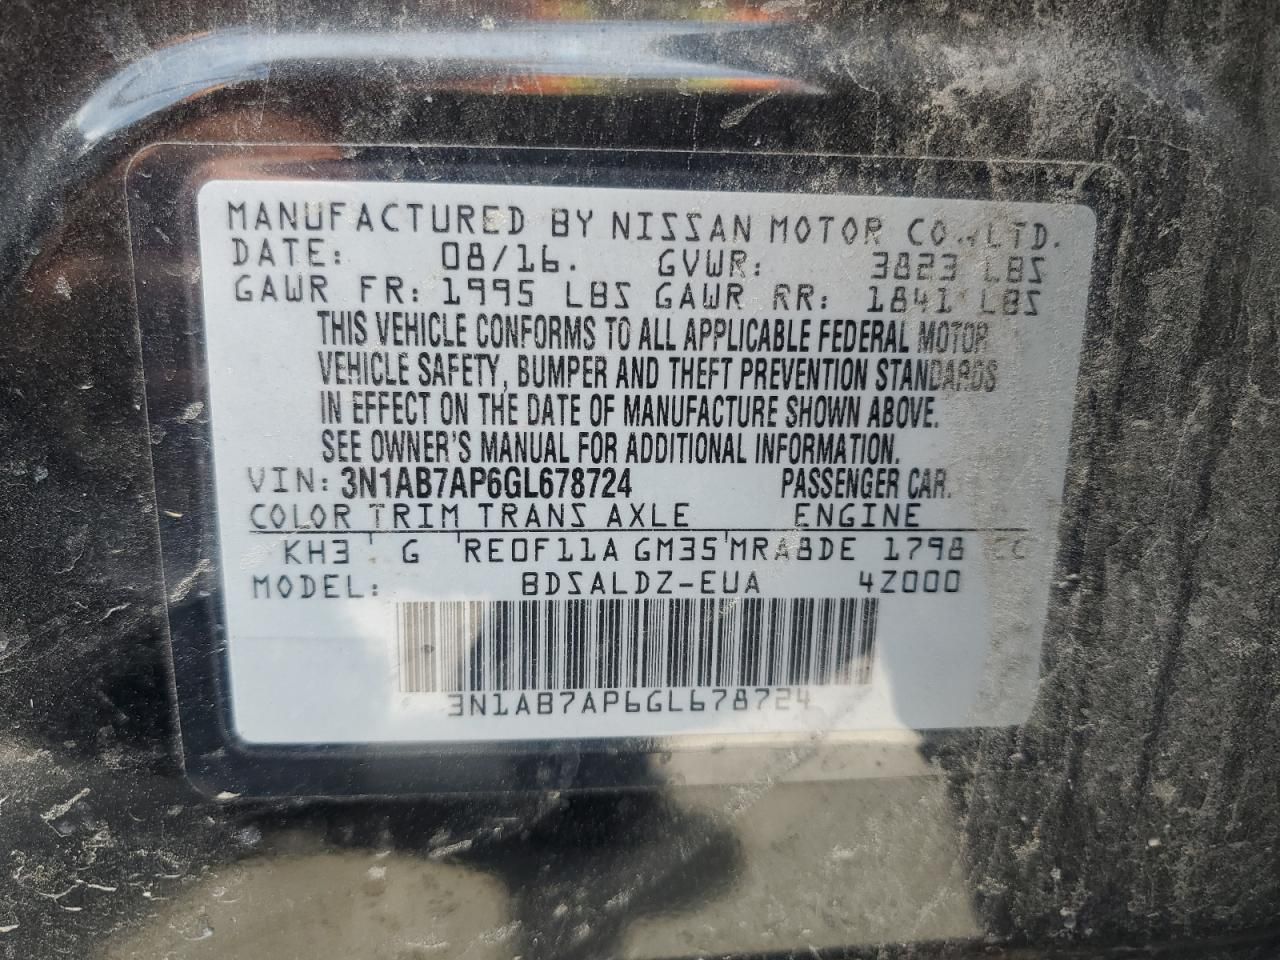 MANUFACTURED BY NISSAN MOTOR CO.,LTD.
DATE: 08/16. GVWR: 3823 LBS
GAWR FR: 1995 LBS GAWR RR: 1841 LBS
THIS VEHICLE CONFORMS TO ALL APPLICABLE FEDERAL MOTOR
VEHICLE SAFETY, BUMPER AND THEFT PREVENTION STANDARDS
IN EFFECT ON THE DATE OF MANUFACTURE SHOWN ABOVE.
SEE OWNER'S MANUAL FOR ADDITIONAL INFORMATION.
VIN: 3N1AB7AP6GL678724 PASSENGER CAR.
COLOR TRIM TRANS AXLE ENGINE
KH3 G RE0F11A GM35 MRA8DE 1798 CC
MODEL: BDSALDZ-EUA 4Z000
3N1AB7AP6GL678724